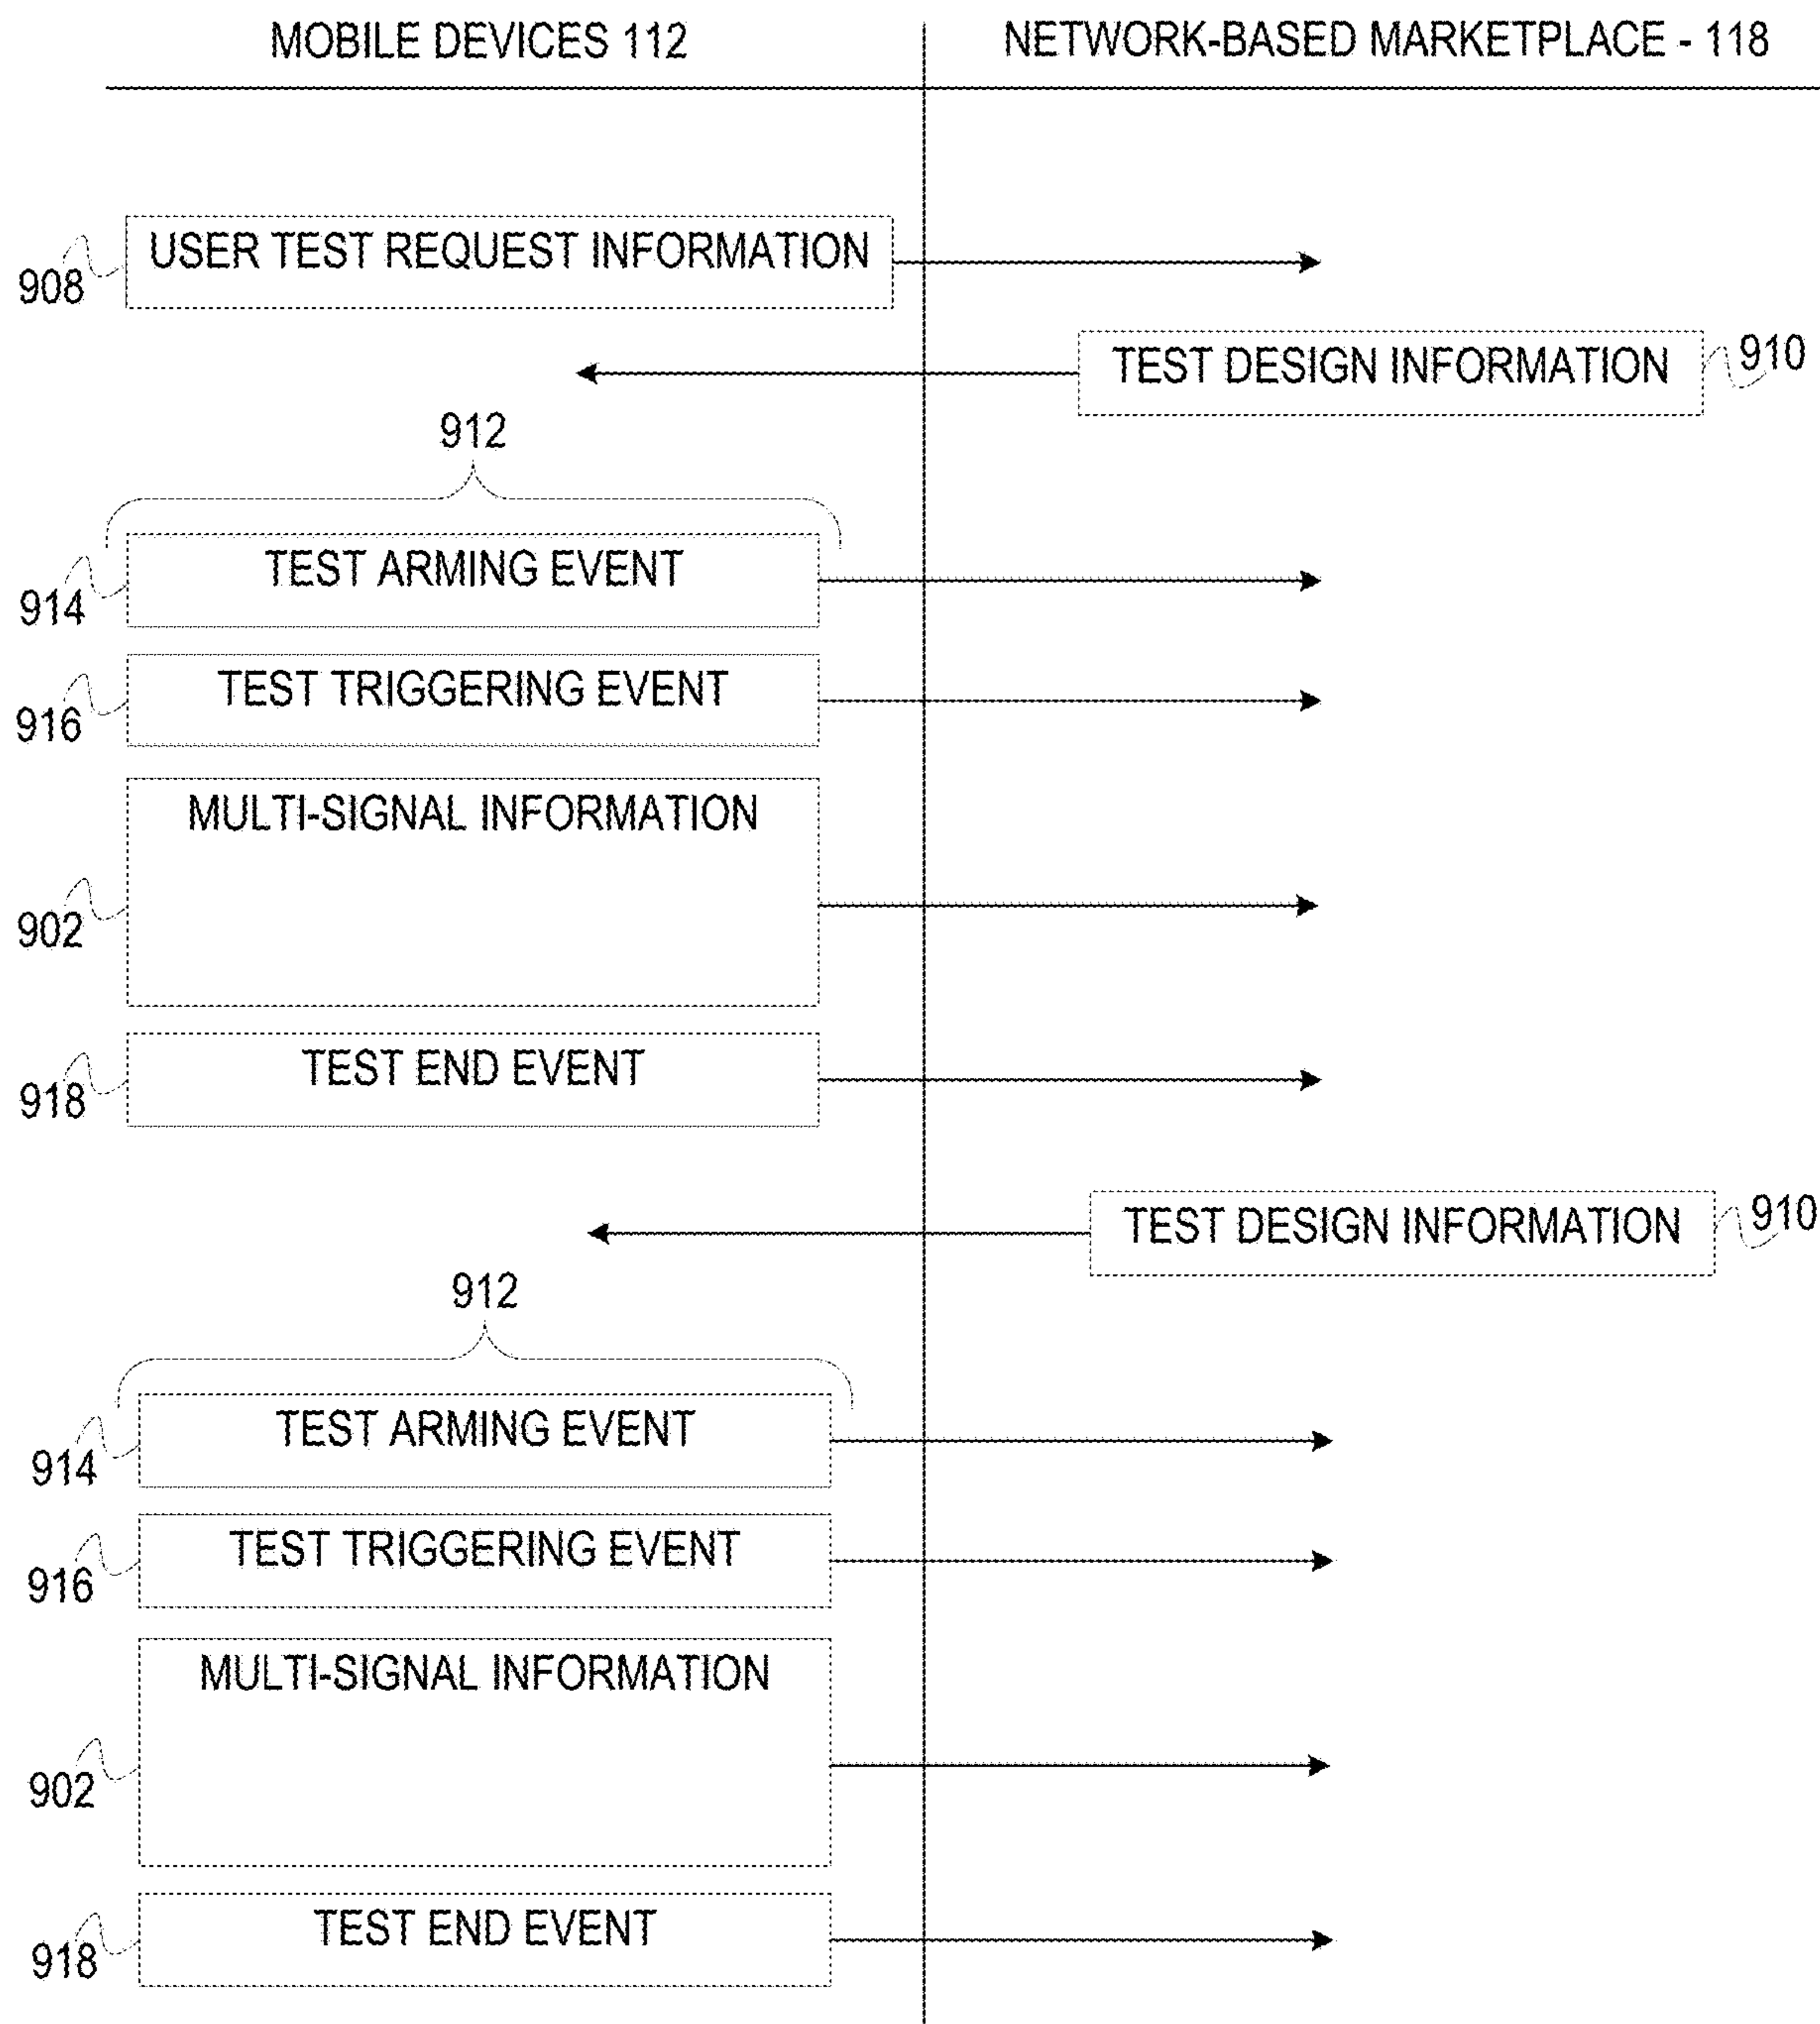 MOBILE DEVICES 112
NETWORK-BASED MARKETPLACE - 118
USER TEST REQUEST INFORMATION
908
TEST DESIGN INFORMATION
910
912
TEST ARMING EVENT
914
TEST TRIGGERING EVENT
916
MULTI-SIGNAL INFORMATION
902
TEST END EVENT
918
TEST DESIGN INFORMATION
910
912
TEST ARMING EVENT
914
TEST TRIGGERING EVENT
916
MULTI-SIGNAL INFORMATION
902
TEST END EVENT
918